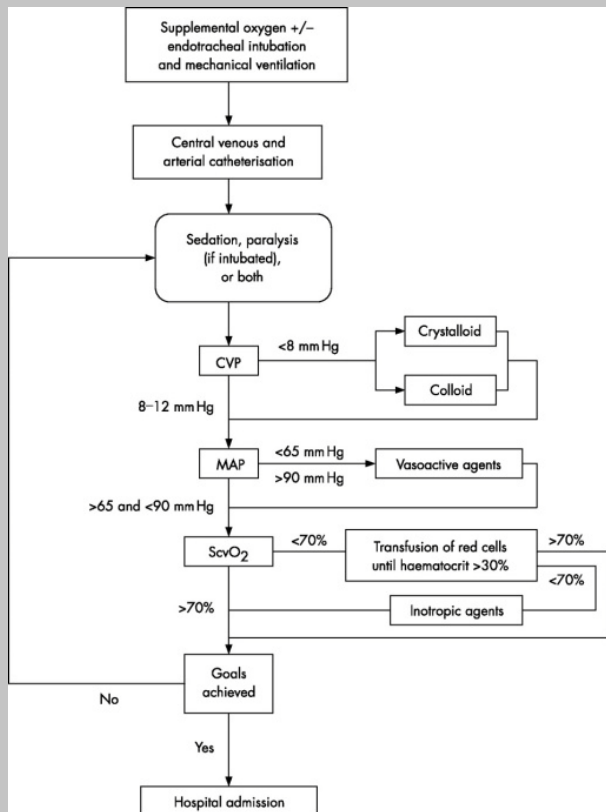 Supplemental oxygen +/−
endotracheal intubation
and mechanical ventilation
Central venous and
arterial catheterisation
Sedation, paralysis
(if intubated),
or both
CVP
<8 mm Hg
Crystalloid
Colloid
8–12 mm Hg
MAP
<65 mm Hg
>90 mm Hg
Vasoactive agents
>65 and <90 mm Hg
ScvO2
<70%
Transfusion of red cells
until haematocrit >30%
>70%
<70%
>70%
Inotropic agents
Goals
achieved
No
Yes
Hospital admission